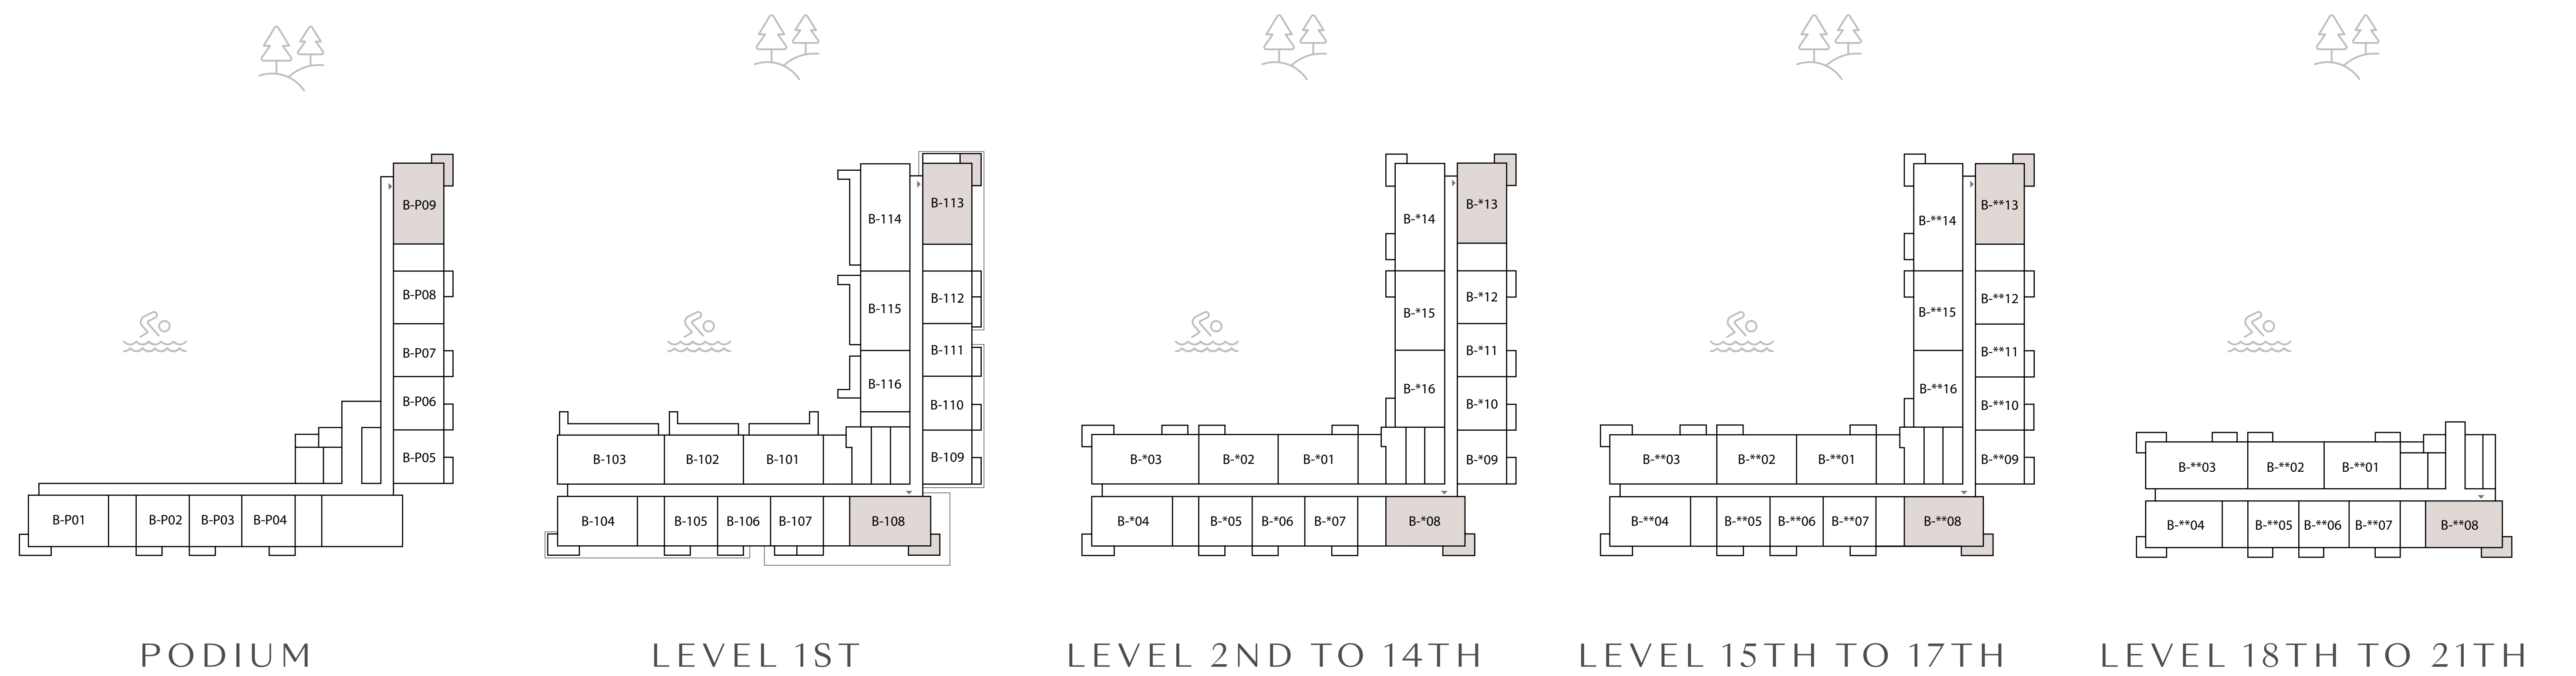 B-P09
B-P08
B-P07
B-P06
B-P05
B-P01 B-P02 B-P03 B-P04
PODIUM
B-114 B-113
B-115 B-112
B-111
B-116 B-110
B-103 B-102 B-101 B-109
B-104 B-105 B-106 B-107 B-108
LEVEL 1ST
B-*14 B-*13
B-*15 B-*12
B-*11
B-*16 B-*10
B-*03 B-*02 B-*01 B-*09
B-*04 B-*05 B-*06 B-*07 B-*08
LEVEL 2ND TO 14TH
B-**14 B-**13
B-**15 B-**12
B-**11
B-**16 B-**10
B-**03 B-**02 B-**01 B-**09
B-**04 B-**05 B-**06 B-**07 B-**08
LEVEL 15TH TO 17TH
B-**03 B-**02 B-**01
B-**04 B-**05 B-**06 B-**07 B-**08
LEVEL 18TH TO 21TH